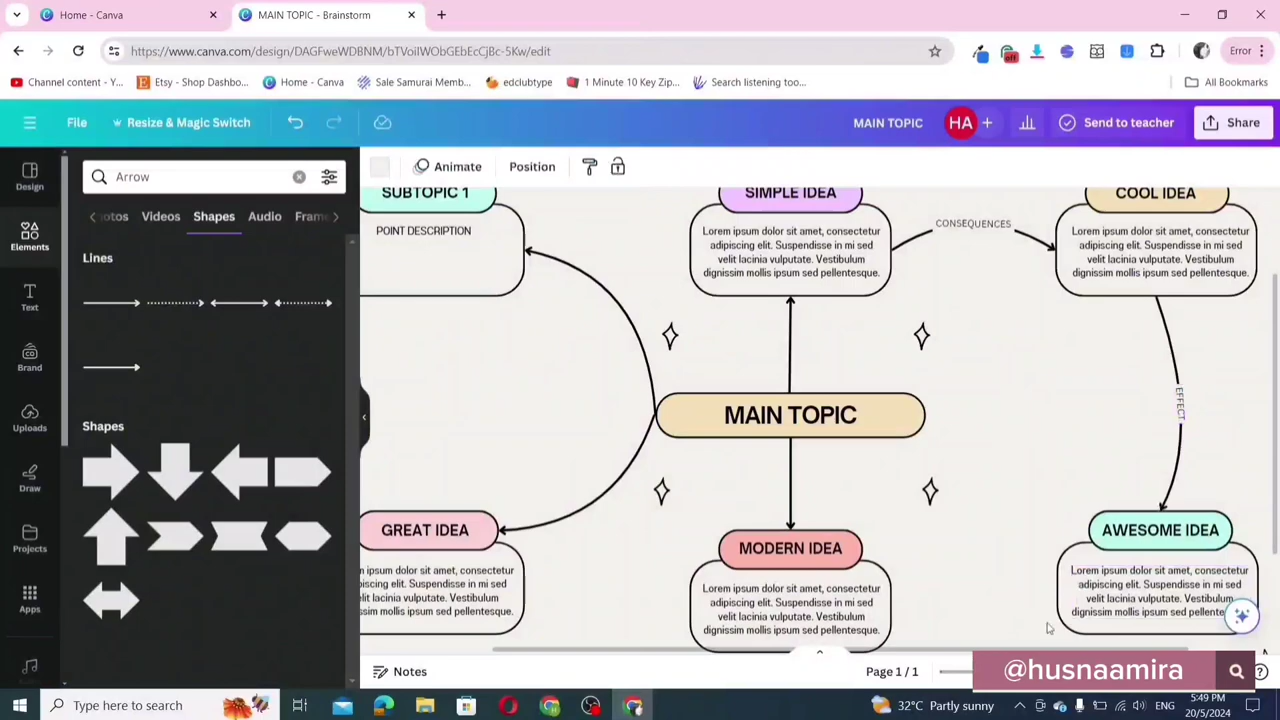 Home - Canva
MAIN TOPIC - Brainstorm
https://www.canva.com/design/DAGFweWDBNM/bTVoiIWObGEbEcCjBc-5Kw/edit
off
Error
Channel content - Y...
Etsy - Shop Dashbo...
Home - Canva
Sale Samurai Memb...
edclubtype
1 Minute 10 Key Zip...
Search listening too...
All Bookmarks
File
Resize & Magic Switch
MAIN TOPIC
HA
Send to teacher
Share
Design
Elements
Text
Brand
Uploads
Draw
Projects
Apps
Arrow
otos
Videos
Shapes
Audio
Frame
Lines
Shapes
Animate
Position
SUBTOPIC 1
POINT DESCRIPTION
SIMPLE IDEA
Lorem ipsum dolor sit amet, consectetur
adipiscing elit. Suspendisse in mi sed
velit lacinia vulputate. Vestibulum
dignissim mollis ipsum sed pellentesque.
CONSEQUENCES
COOL IDEA
Lorem ipsum dolor sit amet, consectetur
adipiscing elit. Suspendisse in mi sed
velit lacinia vulputate. Vestibulum
dignissim mollis ipsum sed pellentesque.
MAIN TOPIC
EFFECT
GREAT IDEA
m ipsum dolor sit amet, consectetur
piscing elit. Suspendisse in mi sed
elit lacinia vulputate. Vestibulum
ssim mollis ipsum sed pellentesque.
MODERN IDEA
Lorem ipsum dolor sit amet, consectetur
adipiscing elit. Suspendisse in mi sed
velit lacinia vulputate. Vestibulum
dignissim mollis ipsum sed pellentesque.
AWESOME IDEA
Lorem ipsum dolor sit amet, consectetur
adipiscing elit. Suspendisse in mi sed
velit lacinia vulputate. Vestibulum
dignissim mollis ipsum sed pellente
Notes
Page 1 / 1
@husnaamira
Type here to search
32°C Partly sunny
ENG
5:49 PM
20/5/2024